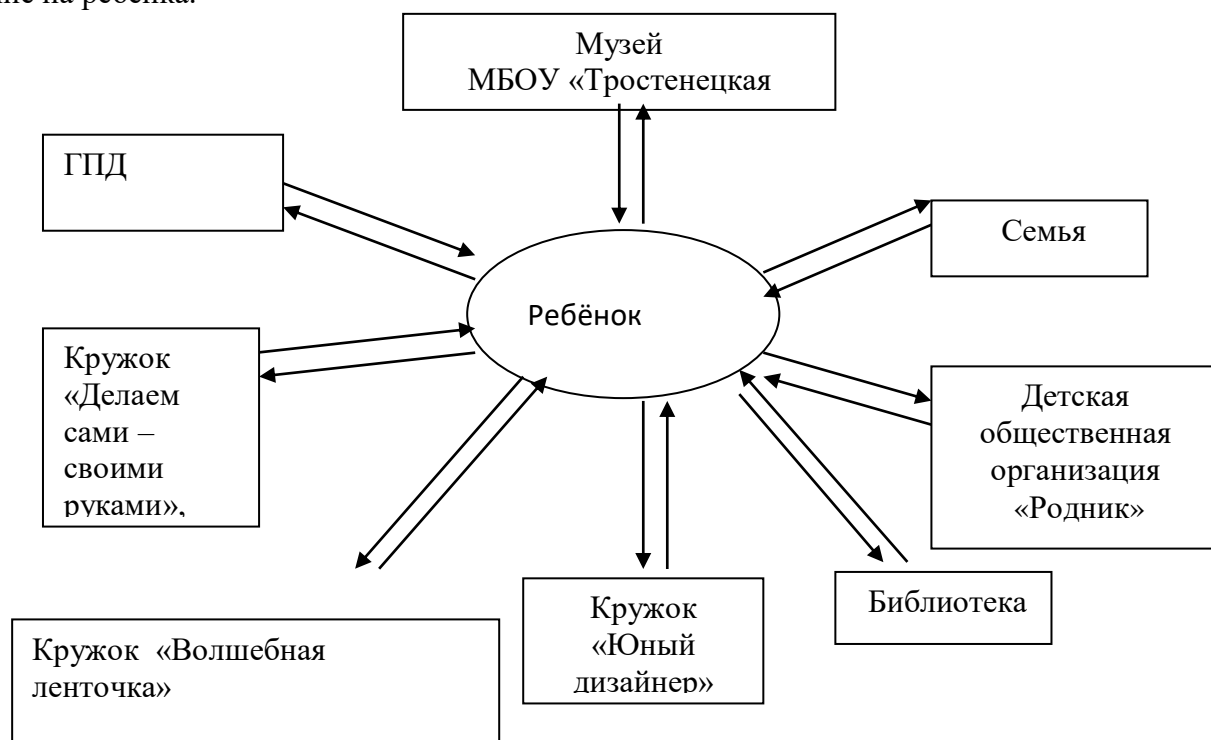 Музей
МБОУ «Тростенецкая
ГПД
Семья
Ребёнок
Кружок
«Делаем
сами –
своими
руками»,
Детская
общественная
организация
«Родник»
Библиотека
Кружок
«Юный
дизайнер»
Кружок «Волшебная
ленточка»